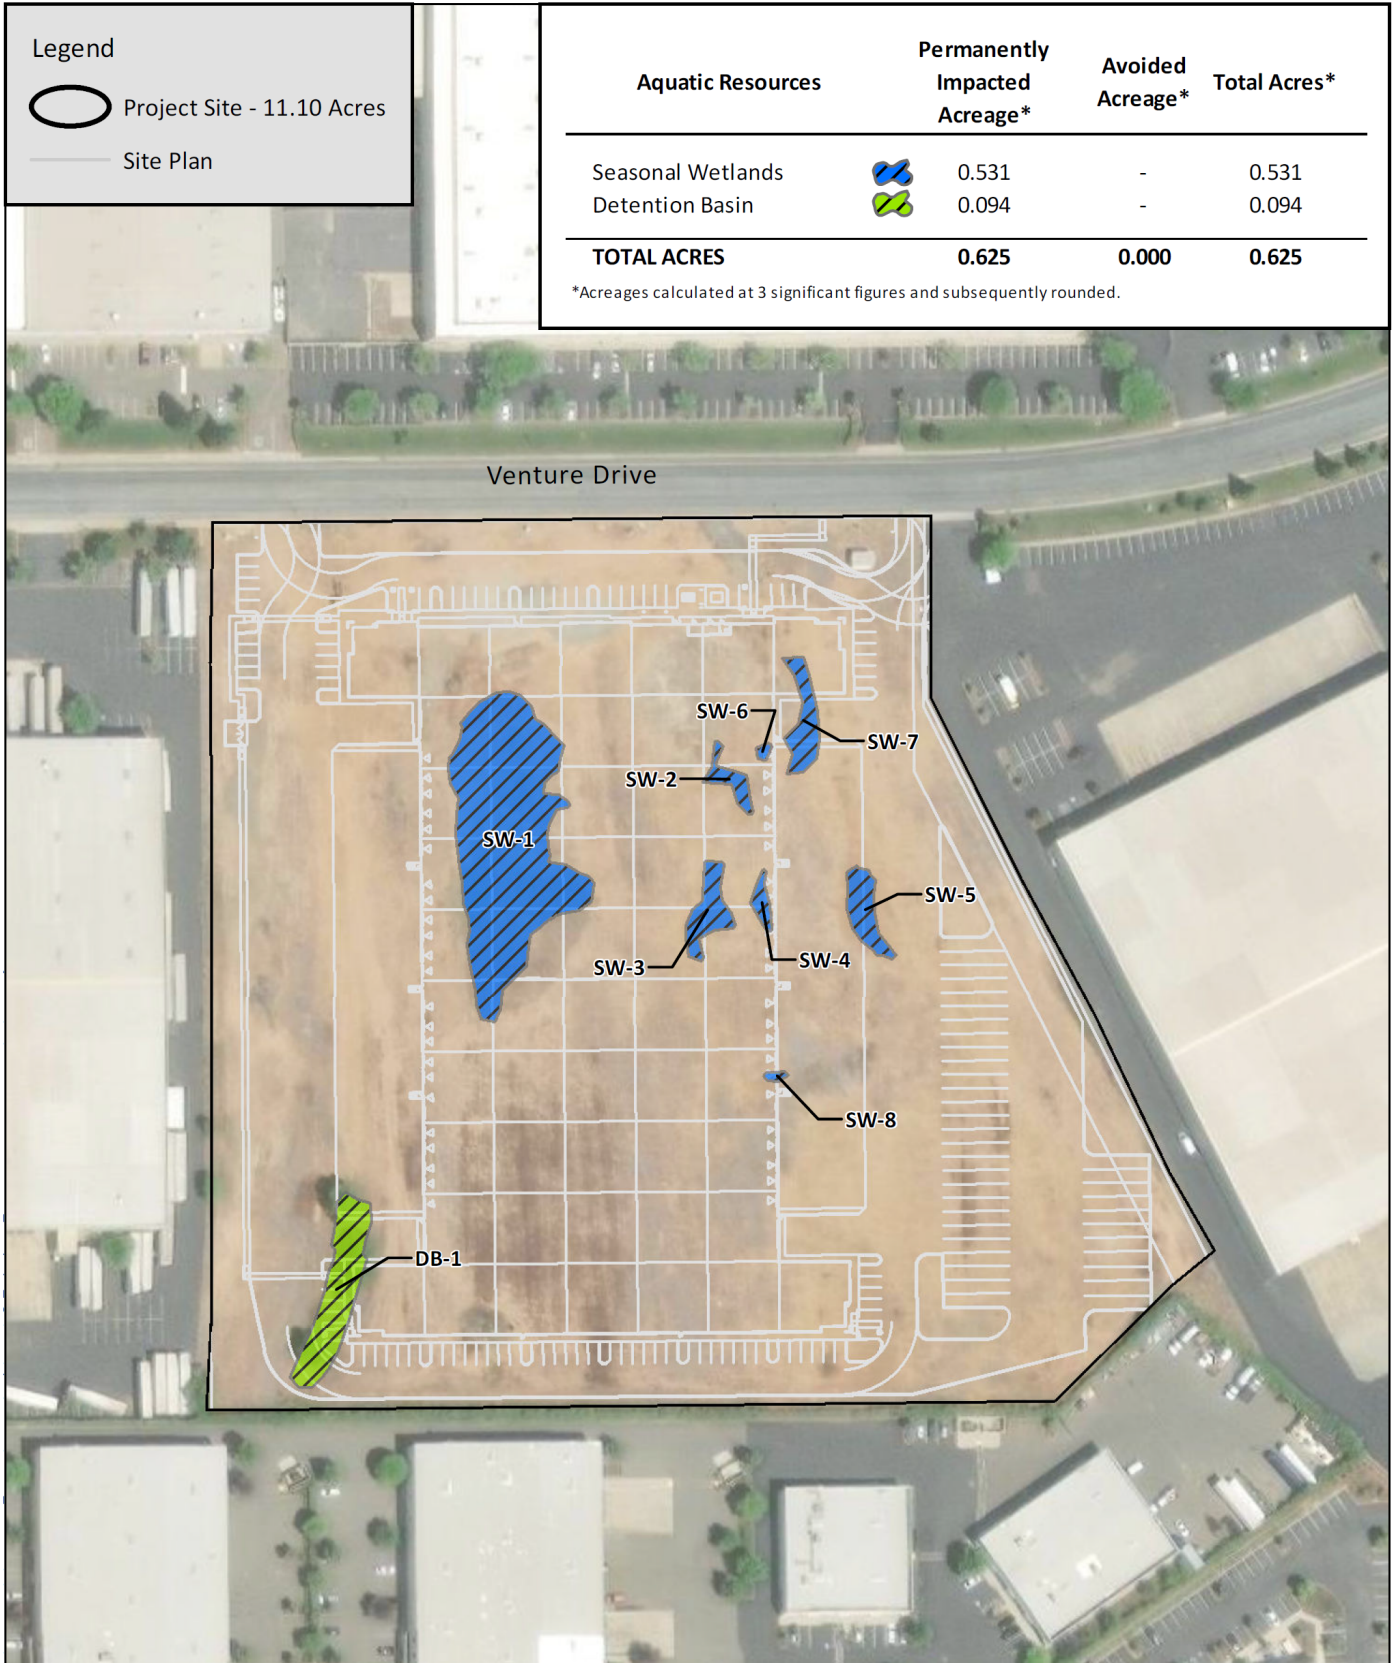 Legend
Project Site - 11.10 Acres
Site Plan
Aquatic Resources
Permanently
Impacted
Acreage*
Avoided
Acreage*
Total Acres*
Seasonal Wetlands 0.531 - 0.531
Detention Basin 0.094 - 0.094
TOTAL ACRES 0.625 0.000 0.625
*Acreages calculated at 3 significant figures and subsequently rounded.
Venture Drive
SW-6
SW-7
SW-2
SW-1
SW-5
SW-3
SW-4
SW-8
DB-1